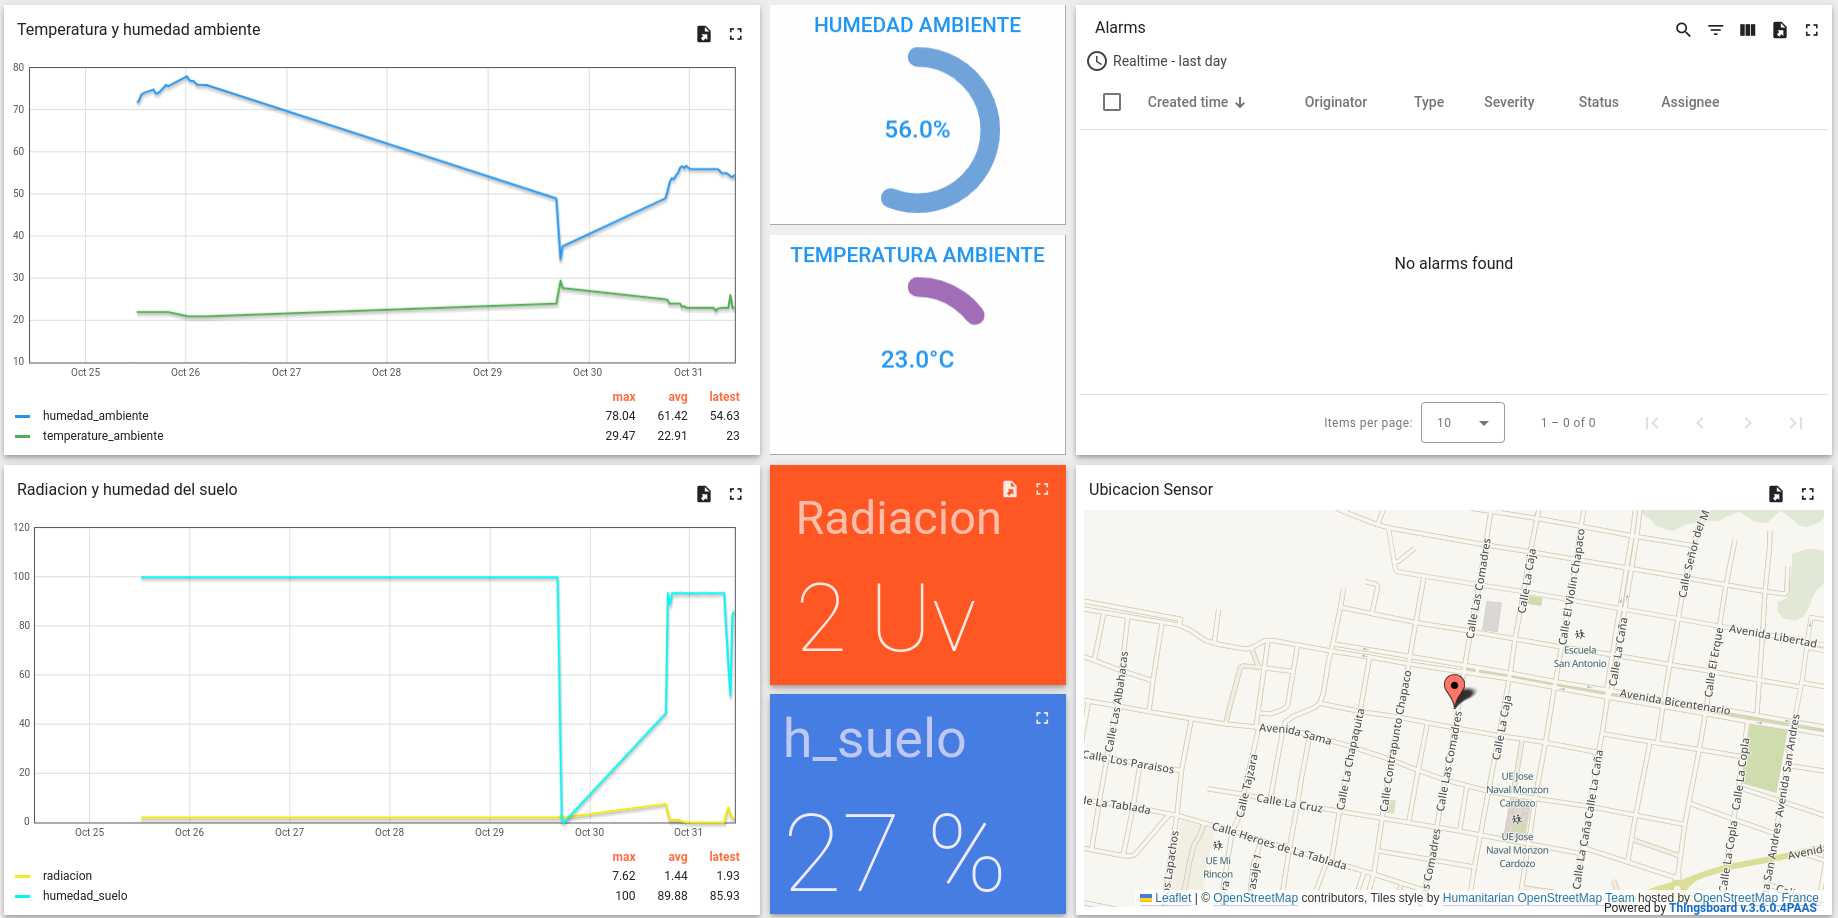 Temperatura y humedad ambiente
80
70
60
50
40
30
20
10
Oct 25 Oct 26 Oct 27 Oct 28 Oct 29 Oct 30 Oct 31
max avg latest
humedad_ambiente 78.04 61.42 54.63
temperature_ambiente 29.47 22.91 23
HUMEDAD AMBIENTE
56.0%
TEMPERATURA AMBIENTE
23.0°C
Alarms
Realtime - last day
Created time Originator Type Severity Status Assignee
No alarms found
Items per page: 10 1 – 0 of 0
Radiacion y humedad del suelo
120
100
80
60
40
20
0
Oct 25 Oct 26 Oct 27 Oct 28 Oct 29 Oct 30 Oct 31
max avg latest
radiacion 7.62 1.44 1.93
humedad_suelo 100 89.88 85.93
Radiacion
2 Uv
h_suelo
27 %
Ubicacion Sensor
Calle Las Comadres
Calle La Caja
Calle El Violin Chapaco
Calle Señor del M
Avenida Libertad
Escuela
San Antonio
Calle La Caña
Calle El Erque
Calle Las Albahacas
Avenida Bicentenario
Avenida Sama
Calle La Chapaquita
Calle Contrapunto Chapaco
Calle Las Comadres
Calle La Caja
Calle Los Paraisos
Calle Tajzara
UE Jose
Naval Monzon
Cardozo
Calle La Caña
Calle La Copla
Avenida San Andres
de La Tablada
Calle La Cruz
Calle Heroes de La Tablada
UE Jose
Naval Monzon
Cardozo
UE Mi
Rincon
s Lapachos
asaje 1
Comadres
Calle La Caña
Calle La Copla
San Andres
Avenida
Leaflet | © OpenStreetMap contributors, Tiles style by Humanitarian OpenStreetMap Team hosted by OpenStreetMap France
Powered by Thingsboard v.3.6.0.4PAAS